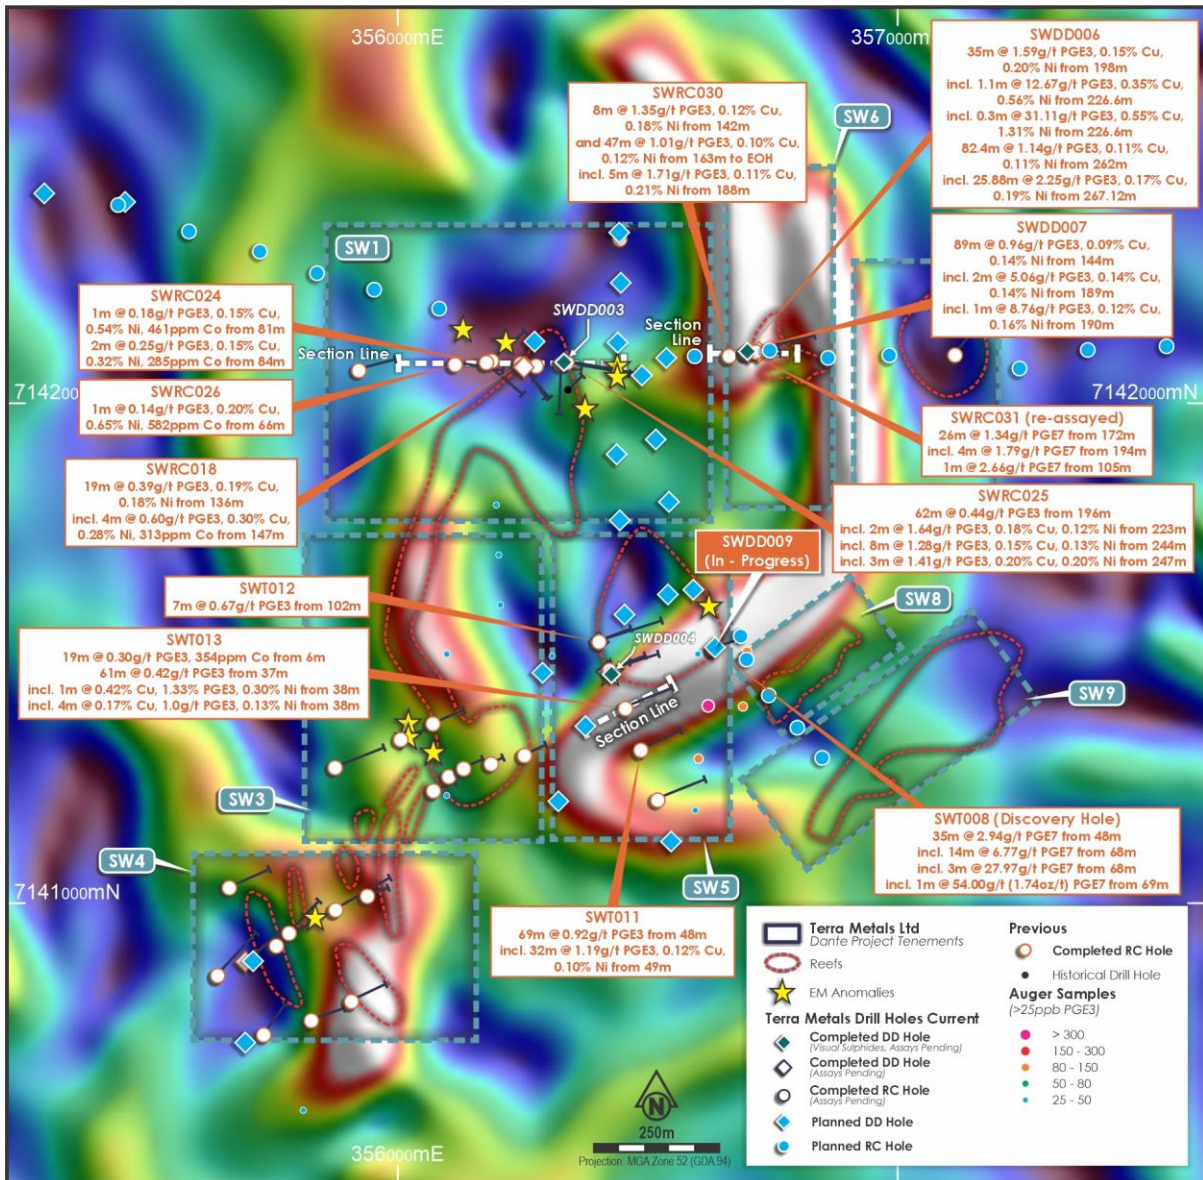 356000mE
357000mE
SWDD006
35m @ 1.59g/t PGE3, 0.15% Cu,
0.20% Ni from 198m
incl. 1.1m @ 12.67g/t PGE3, 0.35% Cu,
0.56% Ni from 226.6m
incl. 0.3m @ 31.11g/t PGE3, 0.55% Cu,
1.31% Ni from 226.6m
82.4m @ 1.14g/t PGE3, 0.11% Cu,
0.11% Ni from 262m
incl. 25.88m @ 2.25g/t PGE3, 0.17% Cu,
0.19% Ni from 267.12m
SWRC030
8m @ 1.35g/t PGE3, 0.12% Cu,
0.18% Ni from 142m
and 47m @ 1.01g/t PGE3, 0.10% Cu,
0.12% Ni from 163m to EOH
incl. 5m @ 1.71g/t PGE3, 0.11% Cu,
0.21% Ni from 188m
SW6
SWDD007
89m @ 0.96g/t PGE3, 0.09% Cu,
0.14% Ni from 144m
incl. 2m @ 5.06g/t PGE3, 0.14% Cu,
0.14% Ni from 189m
incl. 1m @ 8.76g/t PGE3, 0.12% Cu,
0.16% Ni from 190m
SW1
SWRC024
1m @ 0.18g/t PGE3, 0.15% Cu,
0.54% Ni, 461ppm Co from 81m
2m @ 0.25g/t PGE3, 0.15% Cu,
0.32% Ni, 285ppm Co from 84m
SWDD003
Section Line
Section
Line
SWRC026
1m @ 0.14g/t PGE3, 0.20% Cu,
0.65% Ni, 582ppm Co from 66m
7142000mN
SWRC031 (re-assayed)
26m @ 1.34g/t PGE7 from 172m
incl. 4m @ 1.79g/t PGE7 from 194m
1m @ 2.66g/t PGE7 from 105m
SWRC018
19m @ 0.39g/t PGE3, 0.19% Cu,
0.18% Ni from 136m
incl. 4m @ 0.60g/t PGE3, 0.30% Cu,
0.28% Ni, 313ppm Co from 147m
SWRC025
62m @ 0.44g/t PGE3 from 196m
incl. 2m @ 1.64g/t PGE3, 0.18% Cu, 0.12% Ni from 223m
incl. 8m @ 1.28g/t PGE3, 0.15% Cu, 0.13% Ni from 244m
incl. 3m @ 1.41g/t PGE3, 0.20% Cu, 0.20% Ni from 247m
SWDD009
(In - Progress)
SWT012
7m @ 0.67g/t PGE3 from 102m
SW8
SWDD004
SWT013
19m @ 0.30g/t PGE3, 354ppm Co from 6m
61m @ 0.42g/t PGE3 from 37m
incl. 1m @ 0.42% Cu, 1.33% PGE3, 0.30% Ni from 38m
incl. 4m @ 0.17% Cu, 1.0g/t PGE3, 0.13% Ni from 38m
SW9
Section Line
SW3
SWT008 (Discovery Hole)
35m @ 2.94g/t PGE7 from 48m
incl. 14m @ 6.77g/t PGE7 from 68m
incl. 3m @ 27.97g/t PGE7 from 68m
incl. 1m @ 54.00g/t (1.74oz/t) PGE7 from 69m
SW4
SW5
7141000mN
SWT011
69m @ 0.92g/t PGE3 from 48m
incl. 32m @ 1.19g/t PGE3, 0.12% Cu,
0.10% Ni from 49m
Terra Metals Ltd
Dante Project Tenements
Reefs
EM Anomalies
Terra Metals Drill Holes Current
Completed DD Hole
(Visual Sulphides, Assays Pending)
Completed DD Hole
(Assays Pending)
Completed RC Hole
(Assays Pending)
Planned DD Hole
Planned RC Hole
Previous
Completed RC Hole
Historical Drill Hole
Auger Samples
(>25ppb PGE3)
> 300
150 - 300
80 - 150
50 - 80
25 - 50
N
250m
Projection: MGA Zone 52 (GDA 94)
356000mE